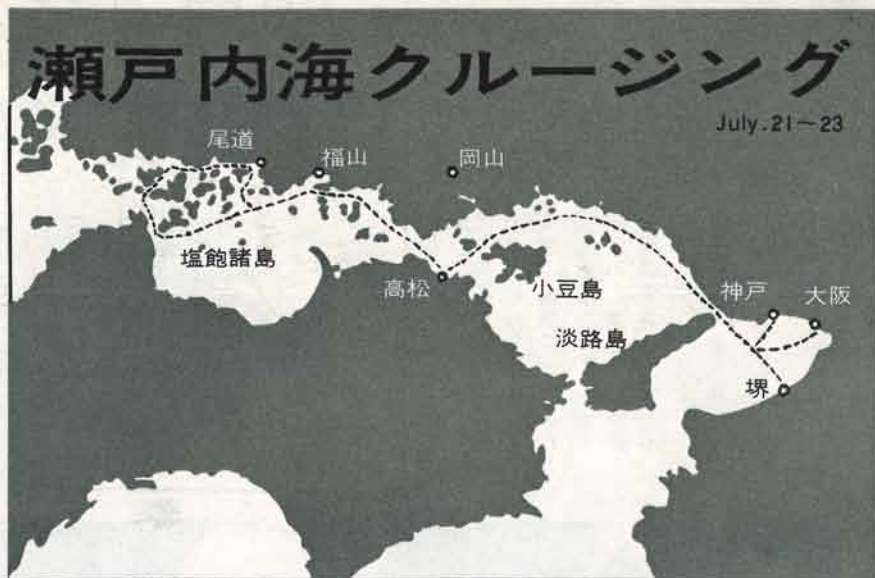 瀬戸内海クルージング
July.21〜23
尾道
福山
岡山
塩飽諸島
高松
小豆島
淡路島
神戸
大阪
堺